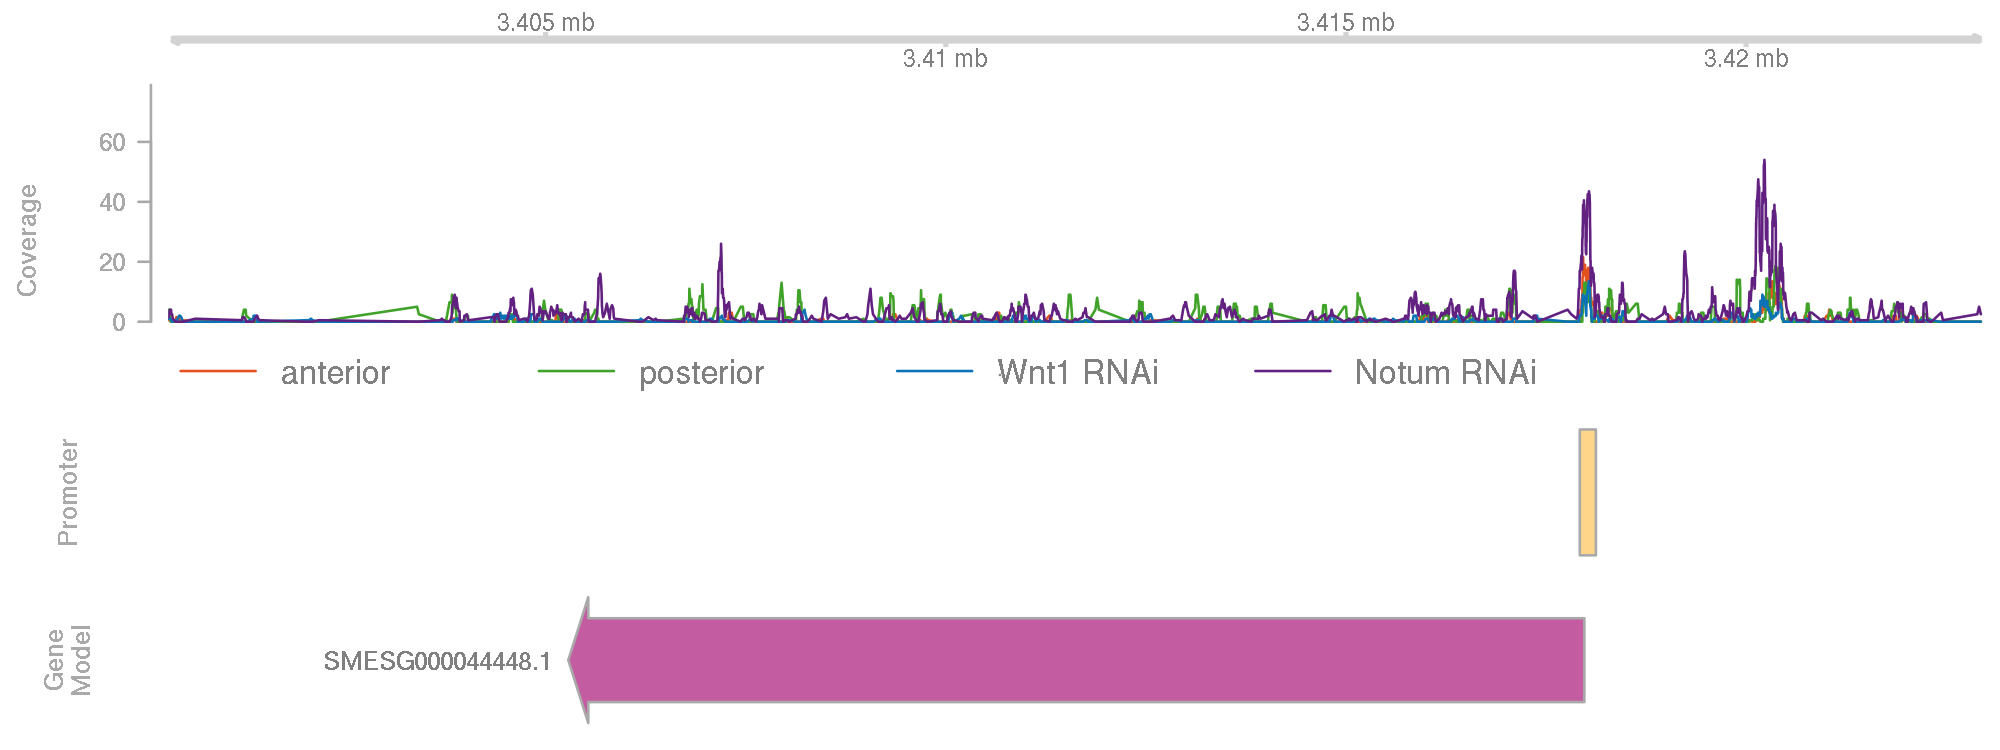 3.405 mb
3.415 mb
3.41 mb
3.42 mb
Coverage
60
40
20
0
anterior
posterior
Wnt1 RNAi
Notum RNAi
Promoter
Gene
Model
SMESG000044448.1